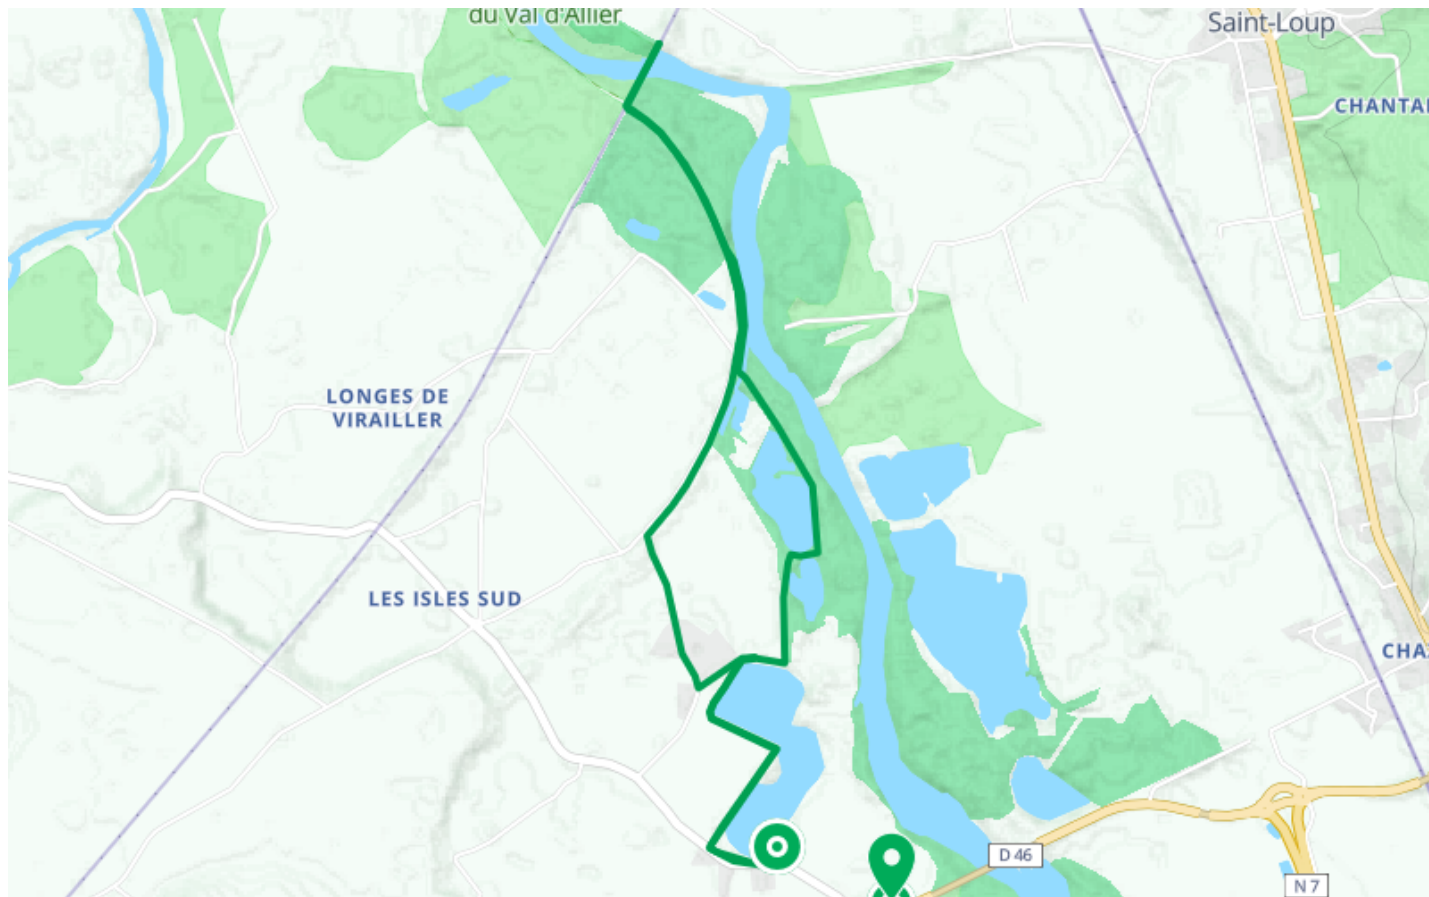 du Val d'Allier
Saint-Loup
CHANTA
LONGES DE
VIRAILLER
LES ISLES SUD
CHA
D 46
N 7